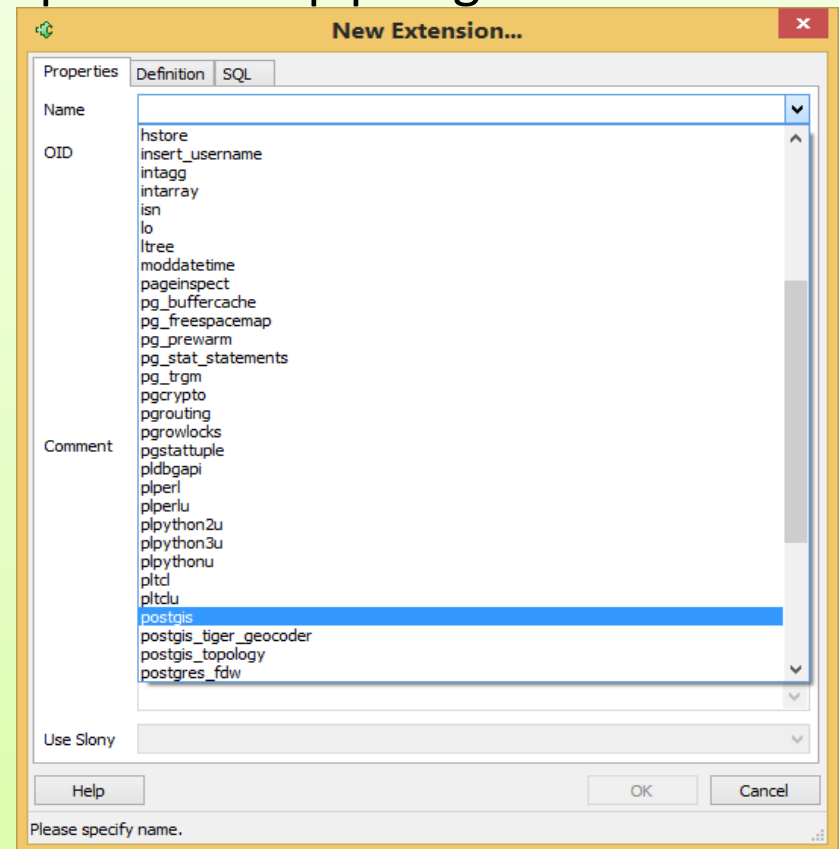 New Extension...
x
Properties Definition SQL
Name
OID
hstore
insert_username
intagg
intarray
isn
lo
ltree
moddatetime
pageinspect
pg_buffercache
pg_freespacemap
pg_prewarm
pg_stat_statements
pg_trgm
pgcrypto
pgrouting
pgrowlocks
Comment
pgstattuple
pldbgapi
plperl
plperlu
plpython2u
plpython3u
plpythonu
pltcl
pltclu
postgis
postgis_tiger_geocoder
postgis_topology
postgres_fdw
Use Slony
Help OK Cancel
Please specify name.